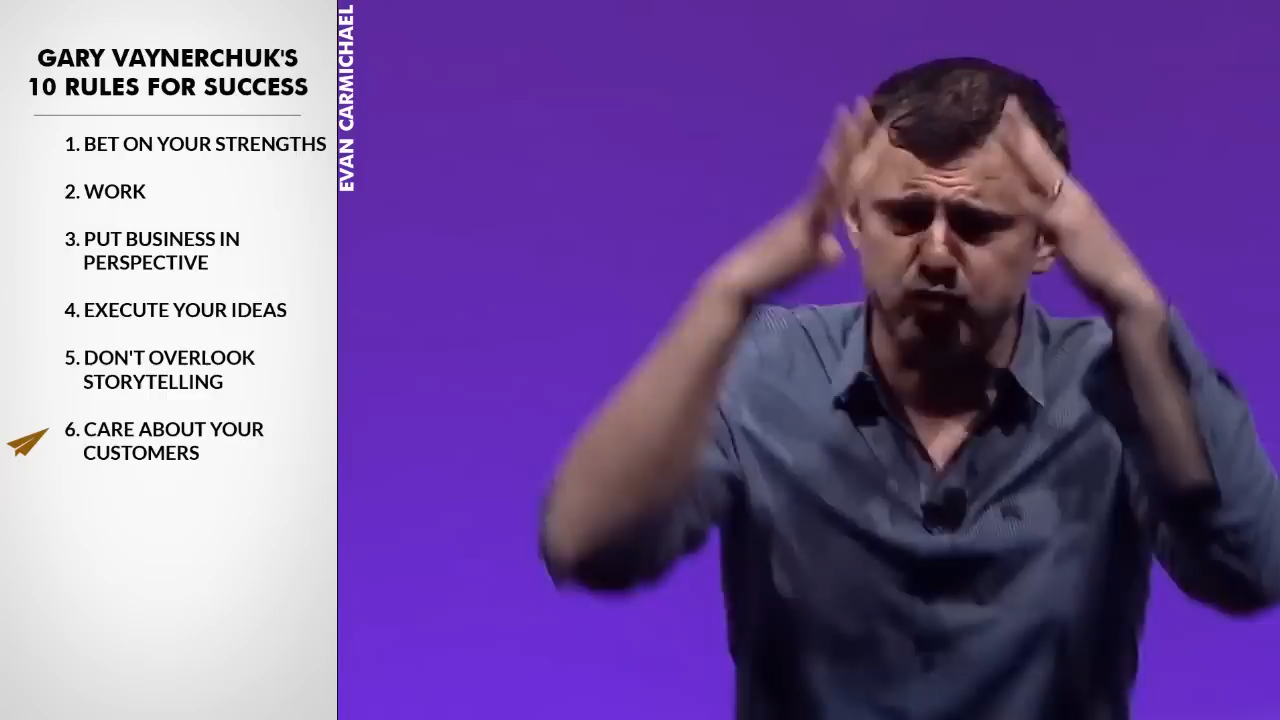 GARY VAYNERCHUK'S
10 RULES FOR SUCCESS
1. BET ON YOUR STRENGTHS
2. WORK
3. PUT BUSINESS IN
PERSPECTIVE
4. EXECUTE YOUR IDEAS
5. DON'T OVERLOOK
STORYTELLING
6. CARE ABOUT YOUR
CUSTOMERS
EVAN CARMICHAEL